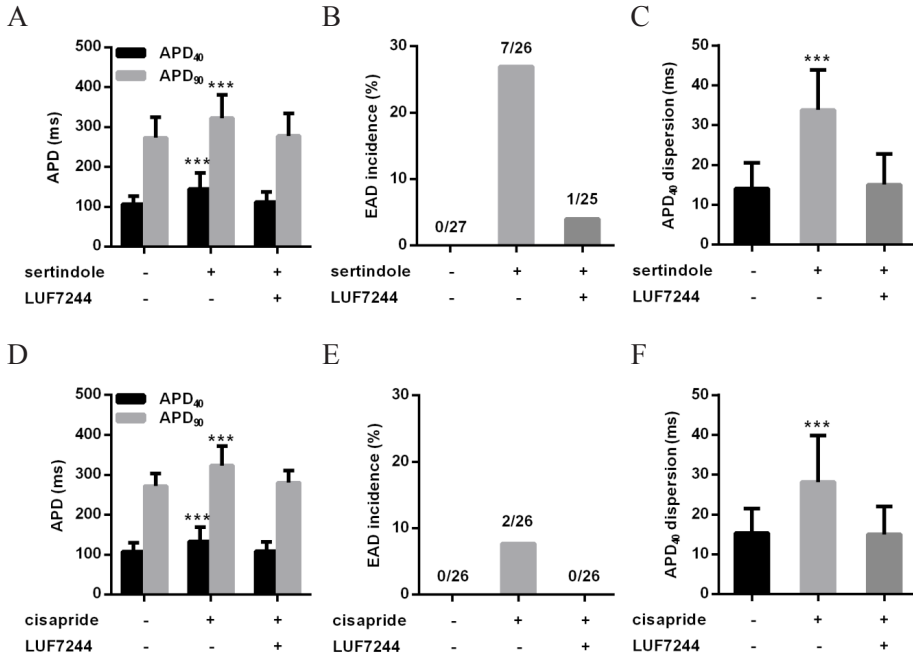 A
APD (ms)
500
400
300
200
100
0
APD40
APD90
***
***
sertindole - + +
LUF7244 - - +
B
EAD incidence (%)
30
20
10
0
0/27
7/26
1/25
sertindole - + +
LUF7244 - - +
C
APD40 dispersion (ms)
50
40
30
20
10
0
***
sertindole - + +
LUF7244 - - +
D
APD (ms)
500
400
300
200
100
0
APD40
APD90
***
***
cisapride - + +
LUF7244 - - +
E
EAD incidence (%)
30
20
10
0
0/26
2/26
0/26
cisapride - + +
LUF7244 - - +
F
APD40 dispersion (ms)
50
40
30
20
10
0
***
cisapride - + +
LUF7244 - - +